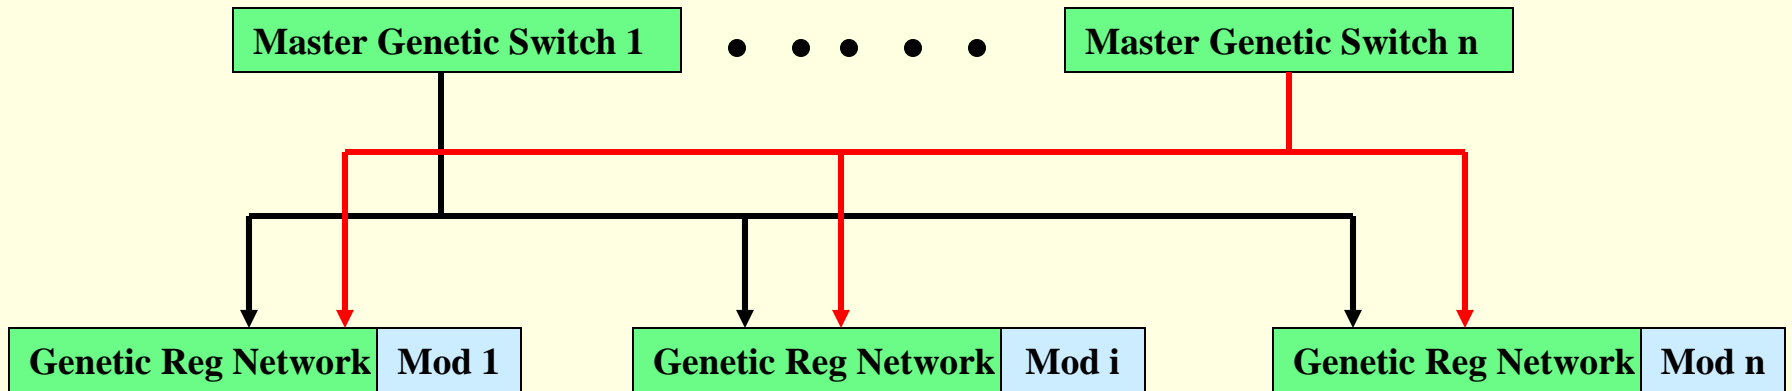 Master Genetic Switch 1
Master Genetic Switch n
Genetic Reg Network Mod 1
Genetic Reg Network Mod i
Genetic Reg Network Mod n